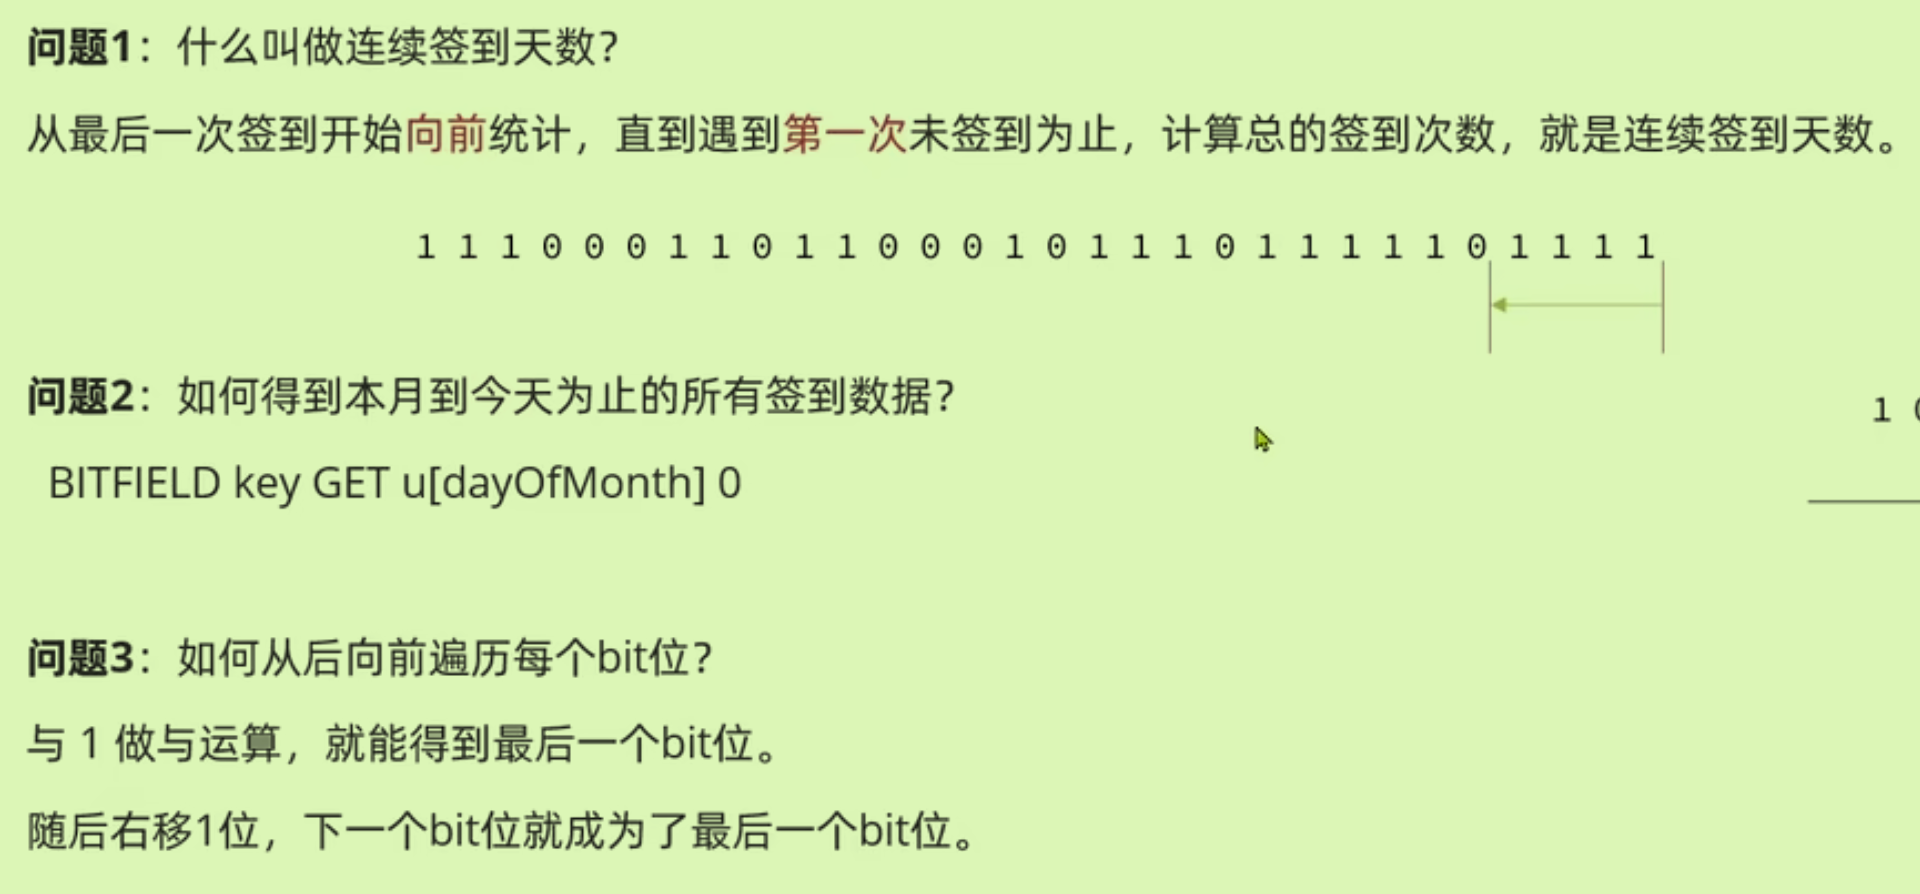 问题1：什么叫做连续签到天数？
从最后一次签到开始向前统计，直到遇到第一次未签到为止，计算总的签到次数，就是连续签到天数。
1 1 1 0 0 0 1 1 0 1 1 0 0 0 1 0 1 1 1 0 1 1 1 1 1 0 1 1 1 1
问题2：如何得到本月到今天为止的所有签到数据？
1
BITFIELD key GET u[dayOfMonth] 0
问题3：如何从后向前遍历每个bit位？
与 1 做与运算，就能得到最后一个bit位。
随后右移1位，下一个bit位就成为了最后一个bit位。